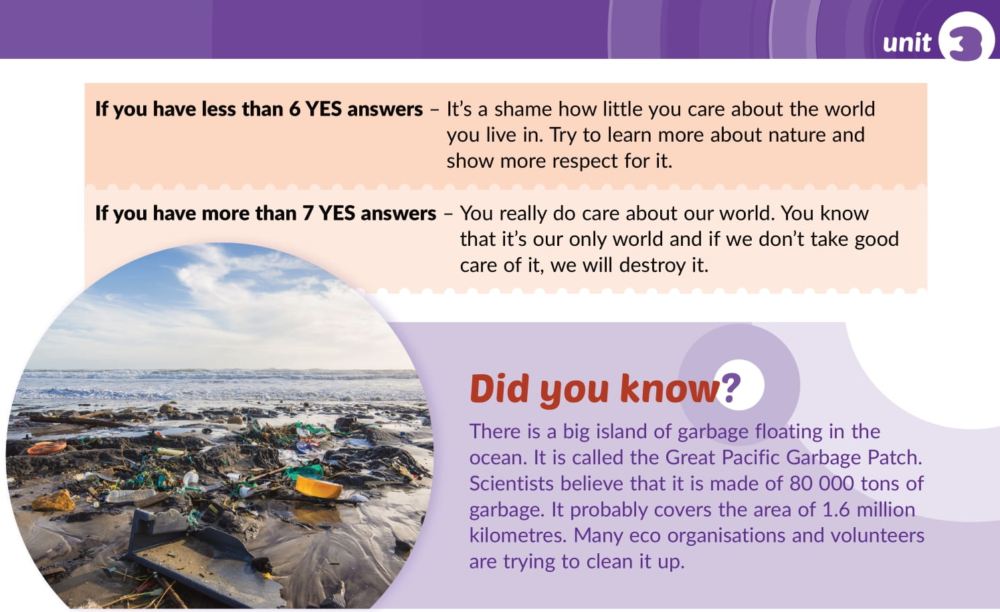 unit 3
If you have less than 6 YES answers – It’s a shame how little you care about the world
you live in. Try to learn more about nature and
show more respect for it.
If you have more than 7 YES answers – You really do care about our world. You know
that it’s our only world and if we don’t take good
care of it, we will destroy it.
Did you know?
There is a big island of garbage floating in the
ocean. It is called the Great Pacific Garbage Patch.
Scientists believe that it is made of 80 000 tons of
garbage. It probably covers the area of 1.6 million
kilometres. Many eco organisations and volunteers
are trying to clean it up.